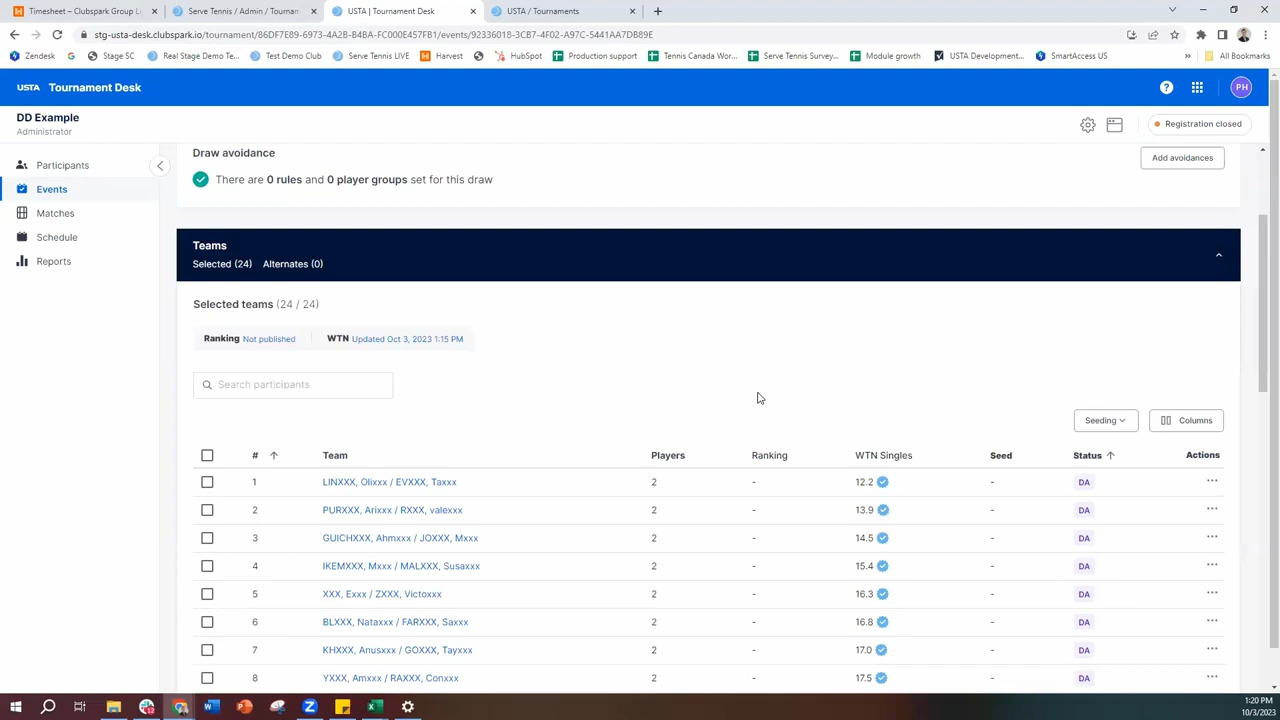 Timesheet – Clubspark Group L
Serve Tennis / Admin / Tournam
USTA | Tournament Desk
USTA / Tournaments
stg-usta-desk.clubspark.io/tournament/86DF7E89-6973-4A2B-B4BA-FC000E457FB1/events/92336018-3CB7-4F02-A97C-5441AA7DB89E
Zendesk
Stage SC
Real Stage Demo Te...
Test Demo Club
Serve Tennis LIVE
Harvest
HubSpot
Production support
Tennis Canada Wor...
Serve Tennis Survey...
Module growth
USTA Development...
SmartAccess US
»
All Bookmarks
USTA Tournament Desk
PH
DD Example
Administrator
Registration closed
Participants
Events
Matches
Schedule
Reports
Draw avoidance
Add avoidances
There are 0 rules and 0 player groups set for this draw
Teams
Selected (24) Alternates (0)
Selected teams (24 / 24)
Ranking Not published WTN Updated Oct 3, 2023 1:15 PM
Search participants
Seeding Columns
# Team Players Ranking WTN Singles Seed Status Actions
1 LINXXX, Olixxx / EVXXX, Taxxx 2 - 12.2 - DA ...
2 PURXXX, Arixxx / RXXX, valexxx 2 - 13.9 - DA ...
3 GUICHXXX, Ahmxxx / JOXXX, Mxxx 2 - 14.5 - DA ...
4 IKEMXXX, Mxxx / MALXXX, Susaxxx 2 - 15.4 - DA ...
5 XXX, Exxx / ZXXX, Victoxxx 2 - 16.3 - DA ...
6 BLXXX, Nataxxx / FARXXX, Saxxx 2 - 16.8 - DA ...
7 KHXXX, Anusxxx / GOXXX, Tayxxx 2 - 17.0 - DA ...
8 YXXX, Amxxx / RAXXX, Conxxx 2 - 17.5 - DA ...
1:20 PM
10/3/2023